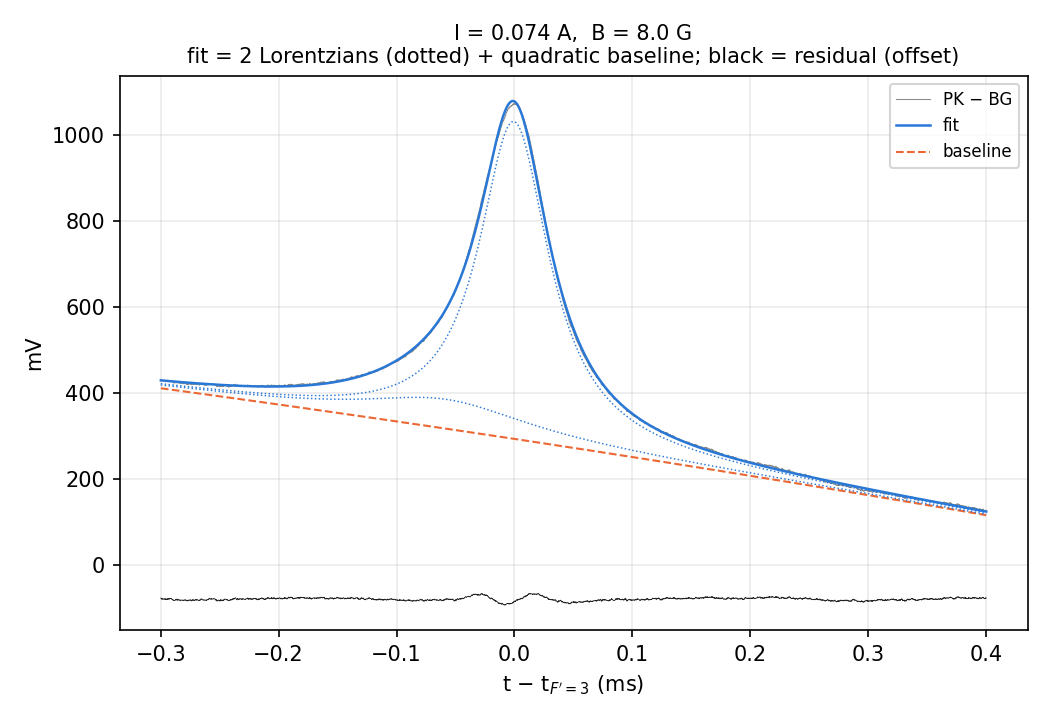 I = 0.074 A,  B = 8.0 G
fit = 2 Lorentzians (dotted) + quadratic baseline; black = residual (offset)
PK − BG
fit
baseline
1000
800
600
400
200
0
mV
−0.3
−0.2
−0.1
0.0
0.1
0.2
0.3
0.4
t − t_{F′=3} (ms)